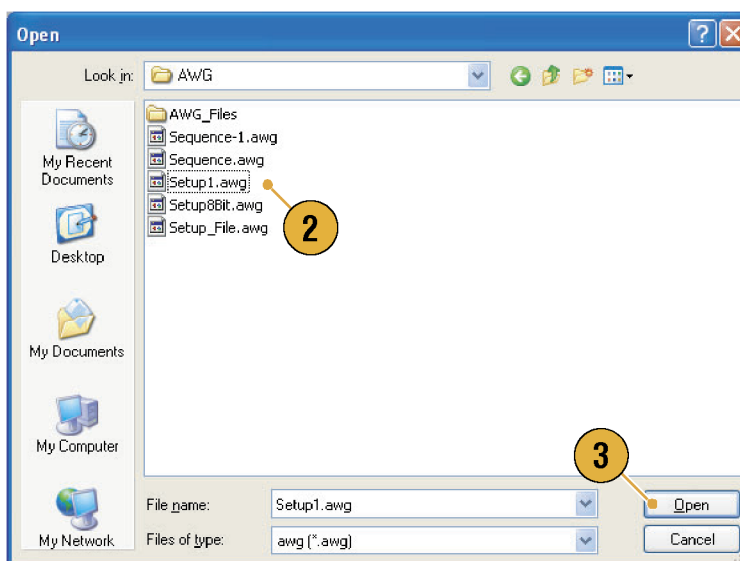 Open
Look in: AWG
AWG_Files
Sequence-1.awg
Sequence.awg
Setup1.awg
Setup8Bit.awg
Setup_File.awg
2
My Recent
Documents
Desktop
My Documents
My Computer
My Network
3
File name: Setup1.awg Open
Files of type: awg (*.awg) Cancel